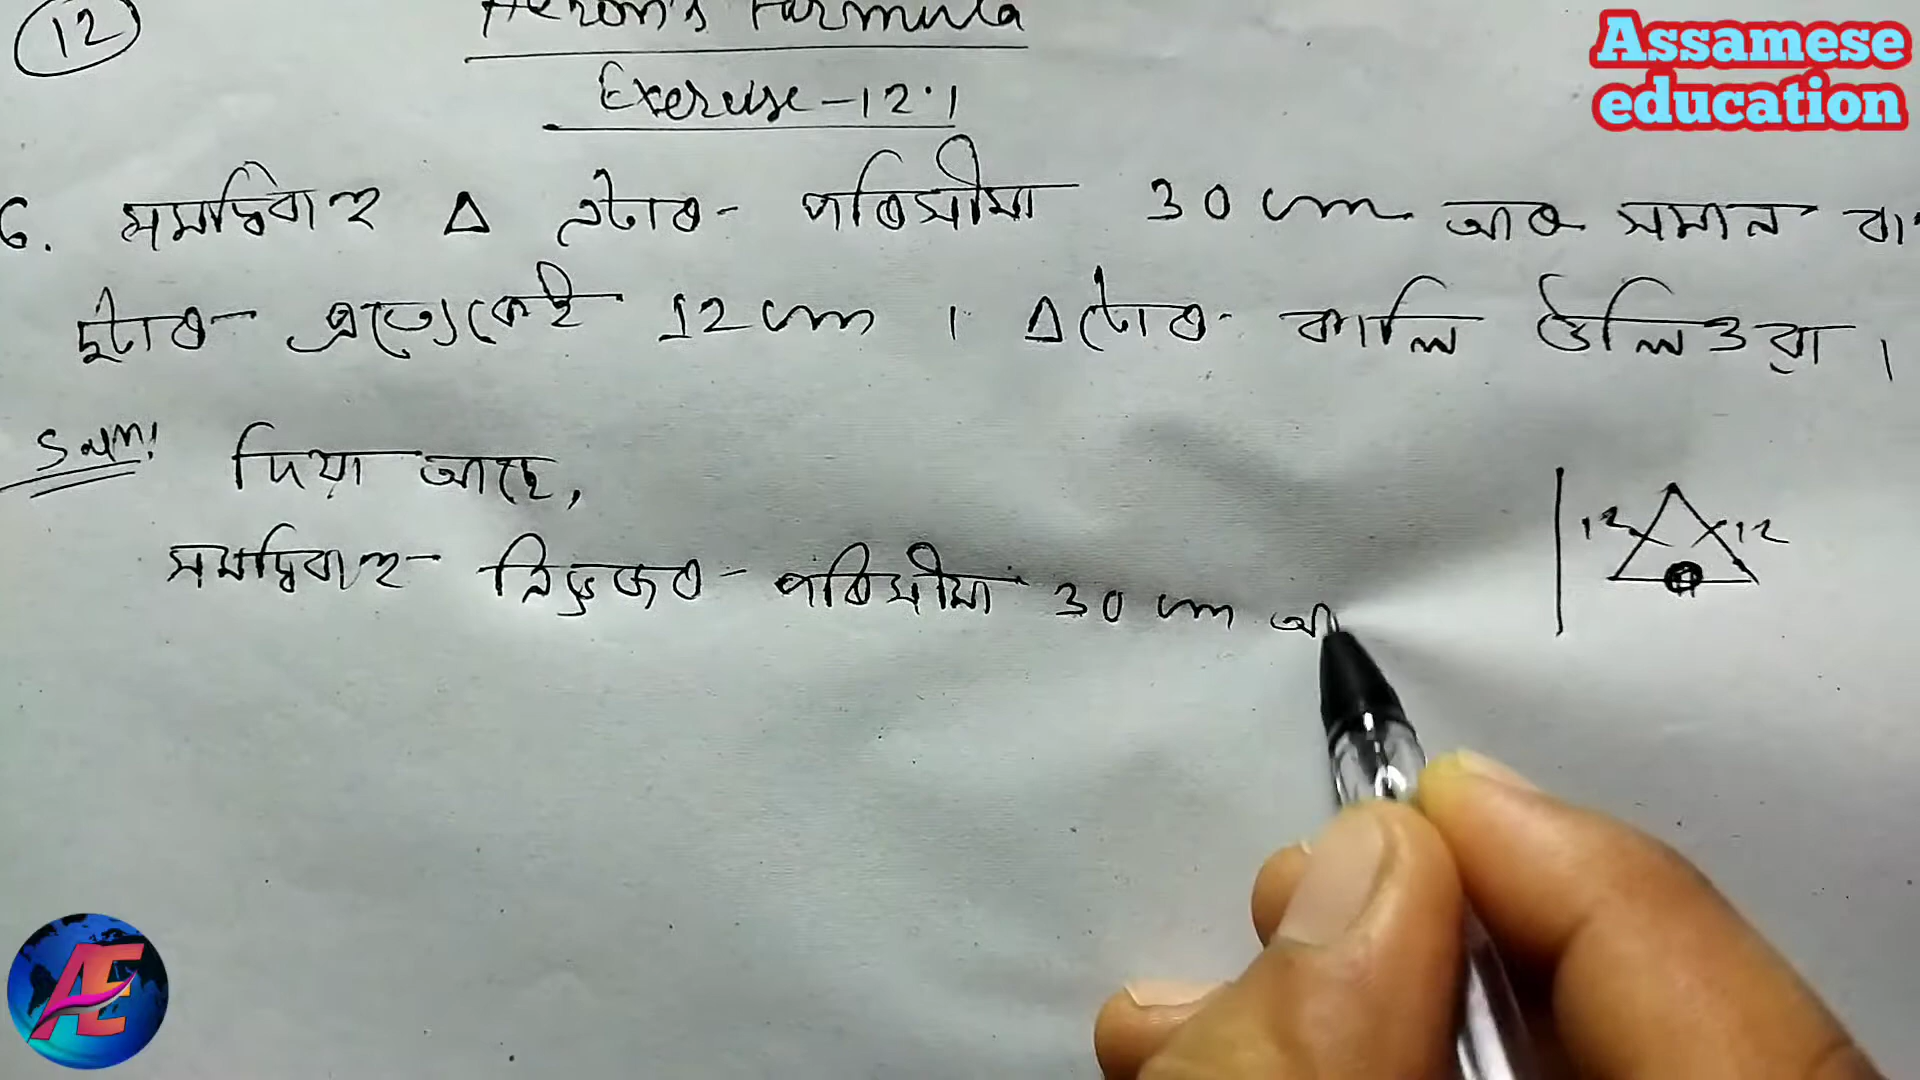 12
Heron's Formula
Assamese
education
Exercise-12.1
6. সমদ্বিবাহু Δ এটাৰ পৰিসীমা 30 cm আৰু সমান বা
দুটাৰ প্ৰত্যেকেই 12 cm । Δ টোৰ কালি উলিওৱা ।
Soln!
দিয়া আছে,
সমদ্বিবাহু ত্ৰিভুজৰ পৰিসীমা 30 cm আ
12 12
AE